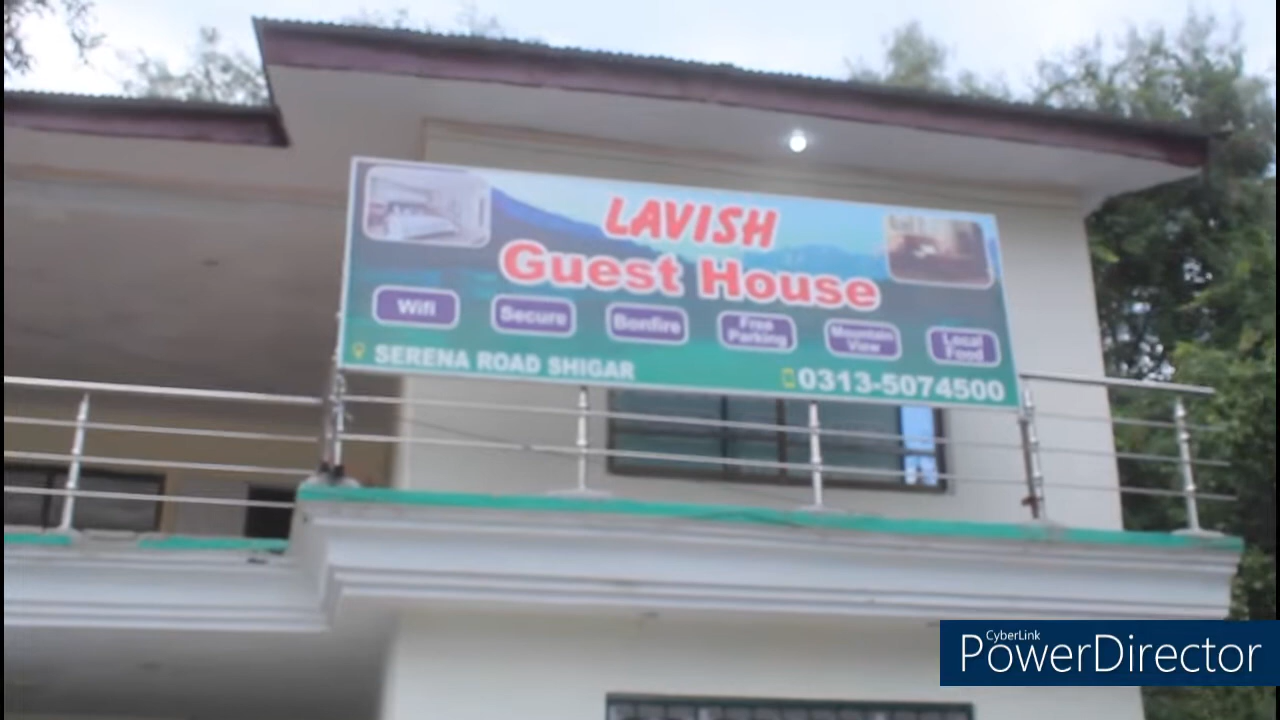 LAVISH
Guest House
Wifi
Secure
Bonfire
Free
Parking
Mountain
View
Local
Food
SERENA ROAD SHIGAR
0313-5074500
CyberLink
PowerDirector